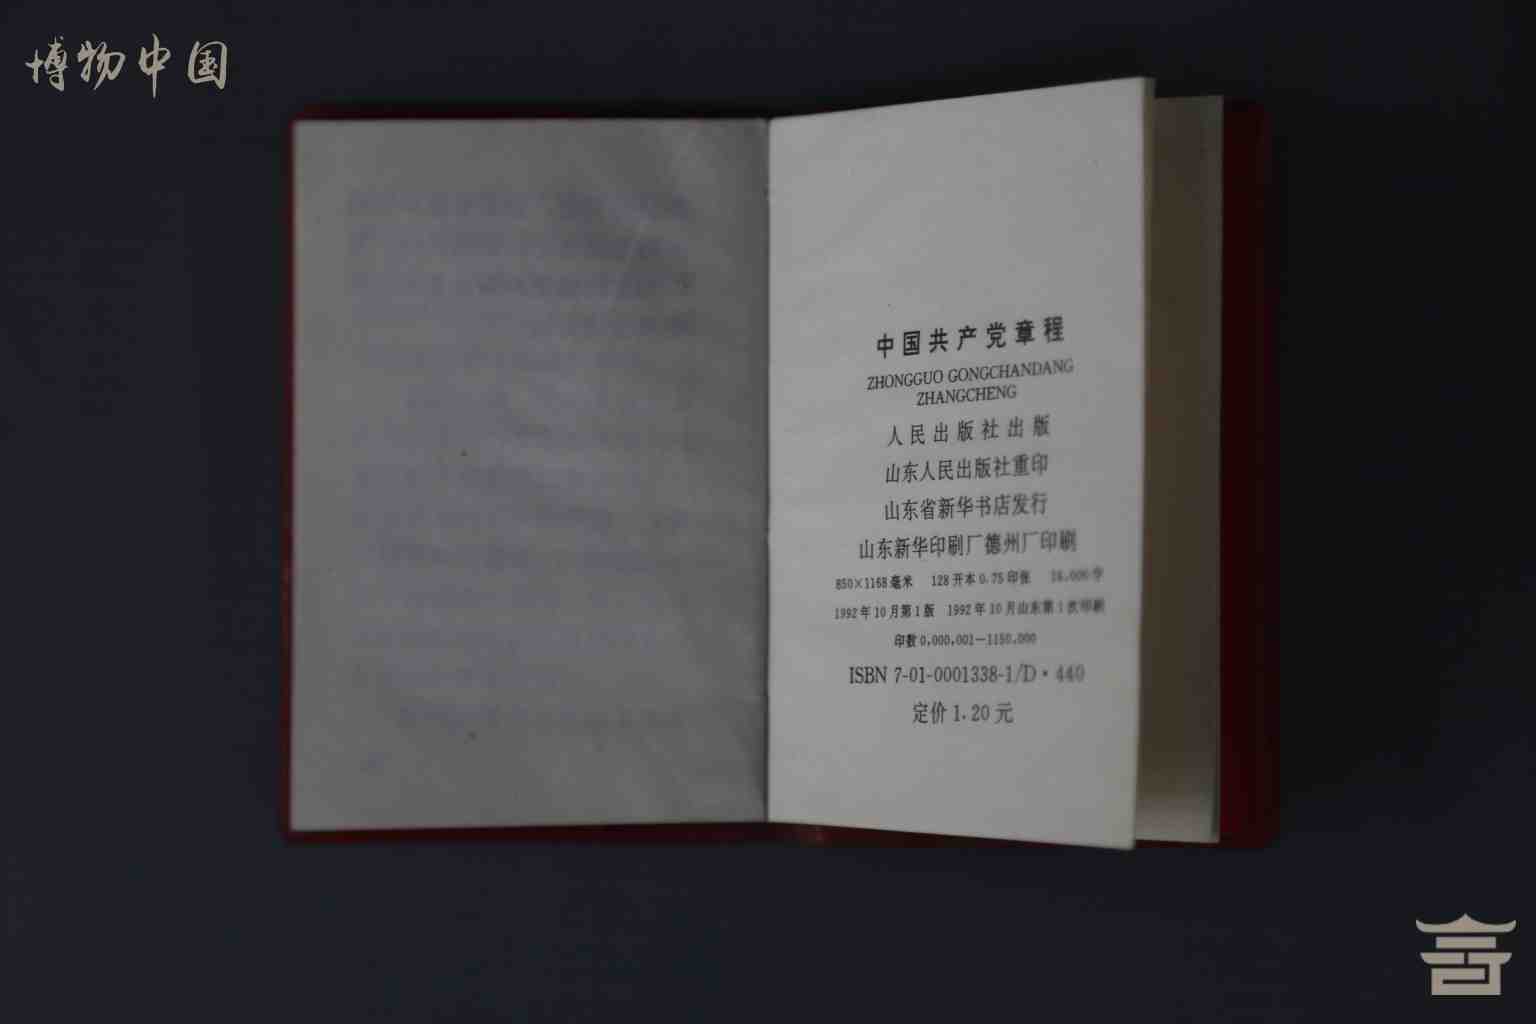 博物中国
中国共产党章程
ZHONGGUO GONGCHANDANG
ZHANGCHENG
人民出版社出版
山东人民出版社重印
山东省新华书店发行
山东新华印刷厂德州厂印刷
850×1168毫米 128开本 0.75印张 16,000字
1992年10月第1版 1992年10月山东第1次印刷
印数 0,000,001—1150,000
ISBN 7-01-0001338-1/D·440
定价 1.20 元